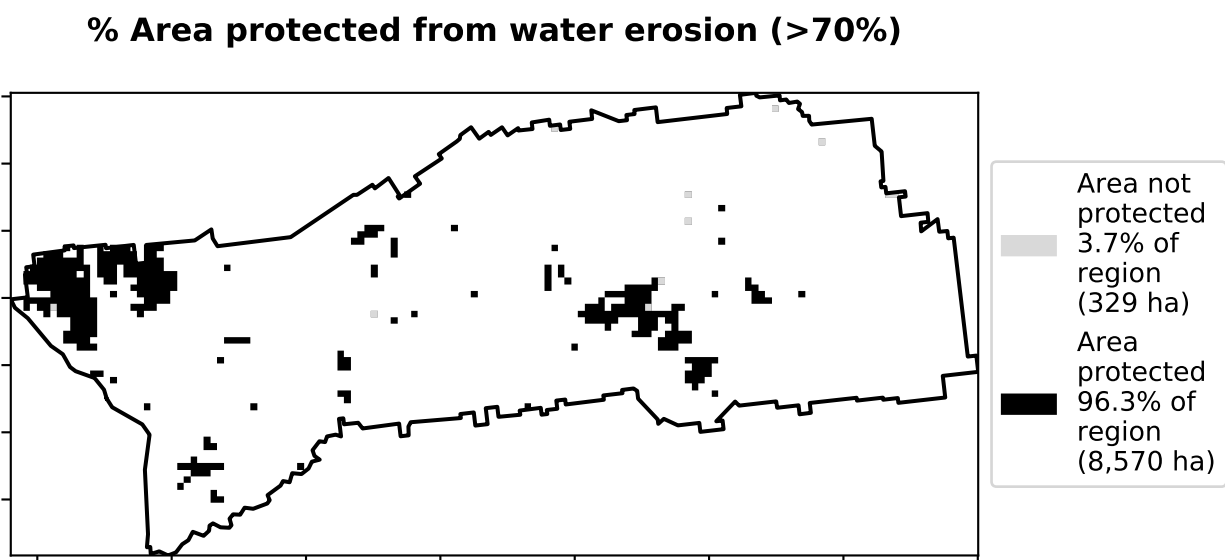 % Area protected from water erosion (>70%)
Area not
protected
3.7% of
region
(329 ha)
Area
protected
96.3% of
region
(8,570 ha)